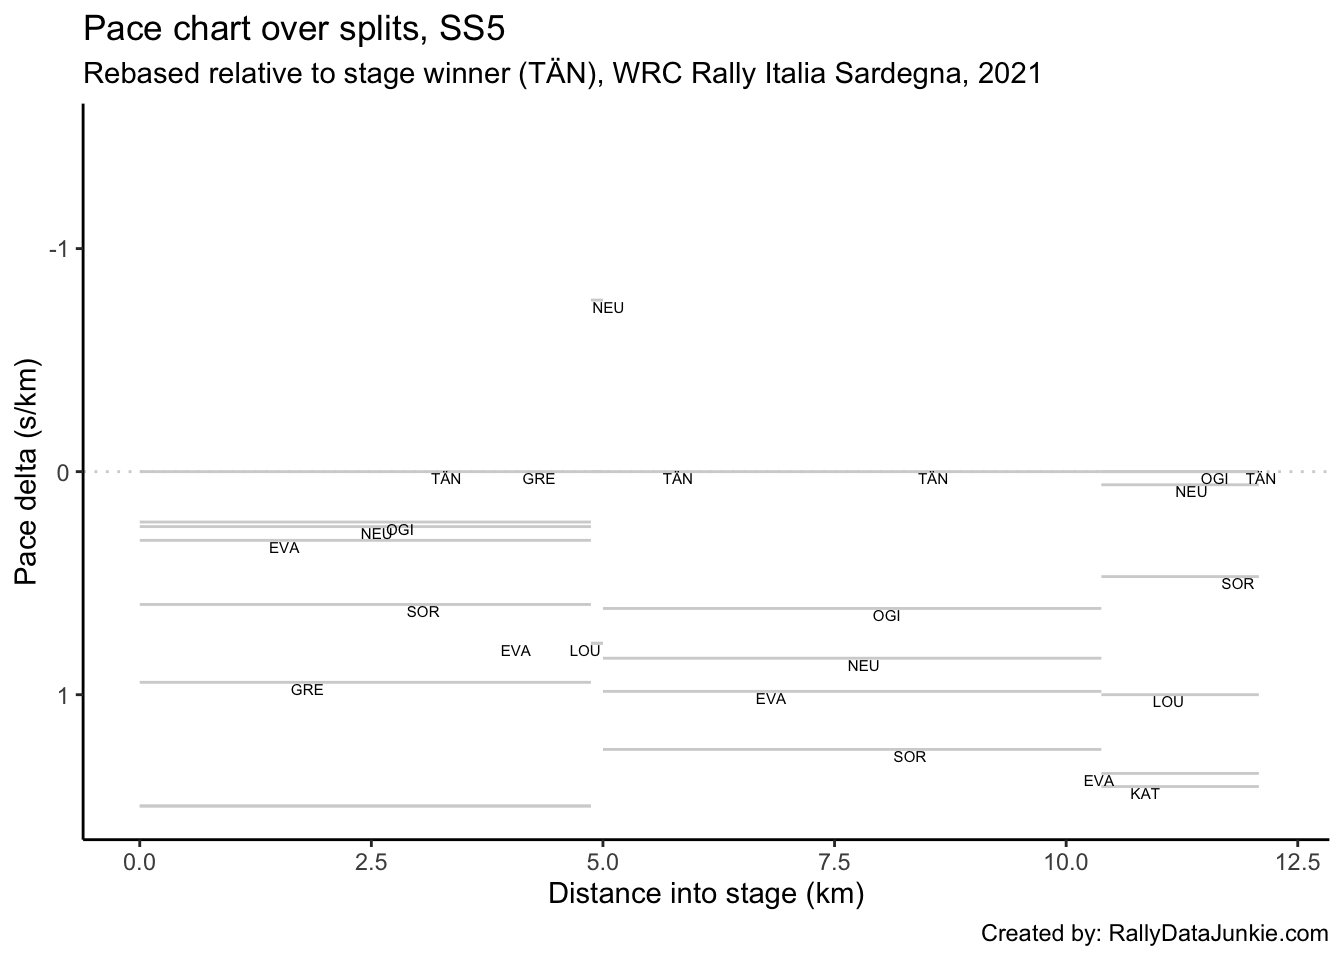 Pace chart over splits, SS5
Rebased relative to stage winner (TÄN), WRC Rally Italia Sardegna, 2021
Pace delta (s/km)
-1
0
1
NEU
TÄN GRE TÄN TÄN OGI TÄN
NEU
OGI
NEU
EVA
SOR
SOR
OGI
EVA LOU
NEU
GRE
EVA
LOU
SOR
EVA
KAT
0.0 2.5 5.0 7.5 10.0 12.5
Distance into stage (km)
Created by: RallyDataJunkie.com